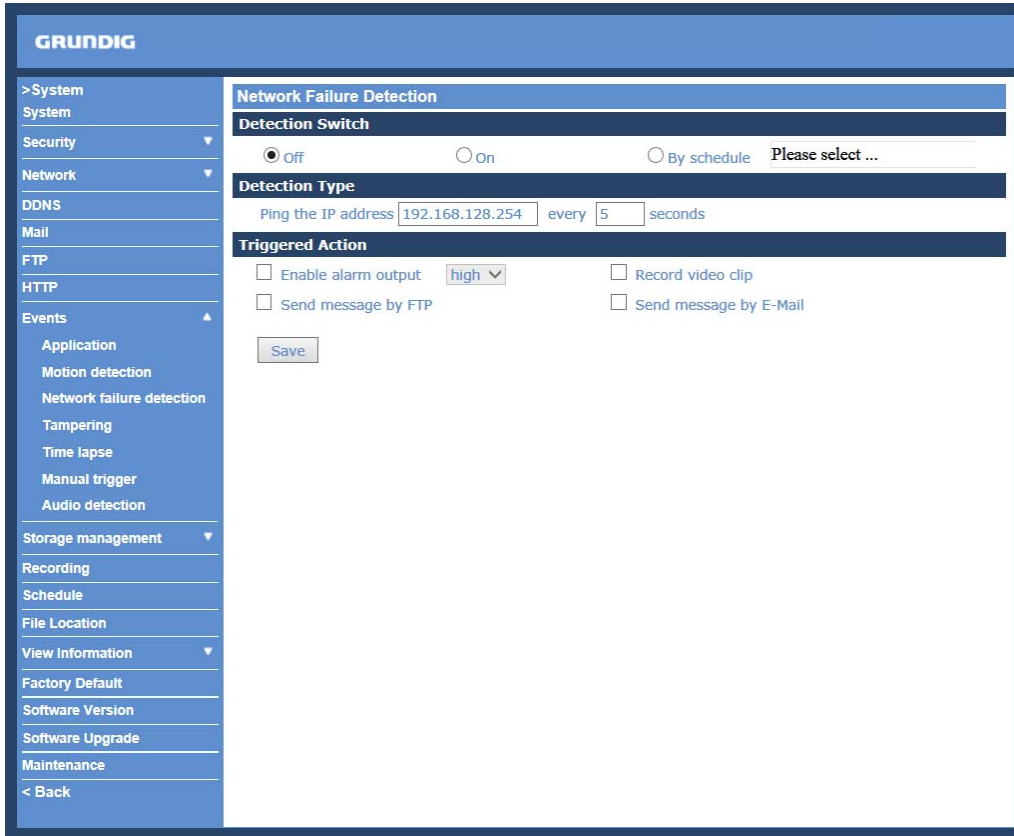 GRUNDIG
>System
System
Security
Network
DDNS
Mail
FTP
HTTP
Events
Application
Motion detection
Network failure detection
Tampering
Time lapse
Manual trigger
Audio detection
Storage management
Recording
Schedule
File Location
View Information
Factory Default
Software Version
Software Upgrade
Maintenance
< Back
Network Failure Detection
Detection Switch
Off On By schedule Please select ...
Detection Type
Ping the IP address 192.168.128.254 every 5 seconds
Triggered Action
Enable alarm output high Record video clip
Send message by FTP Send message by E-Mail
Save